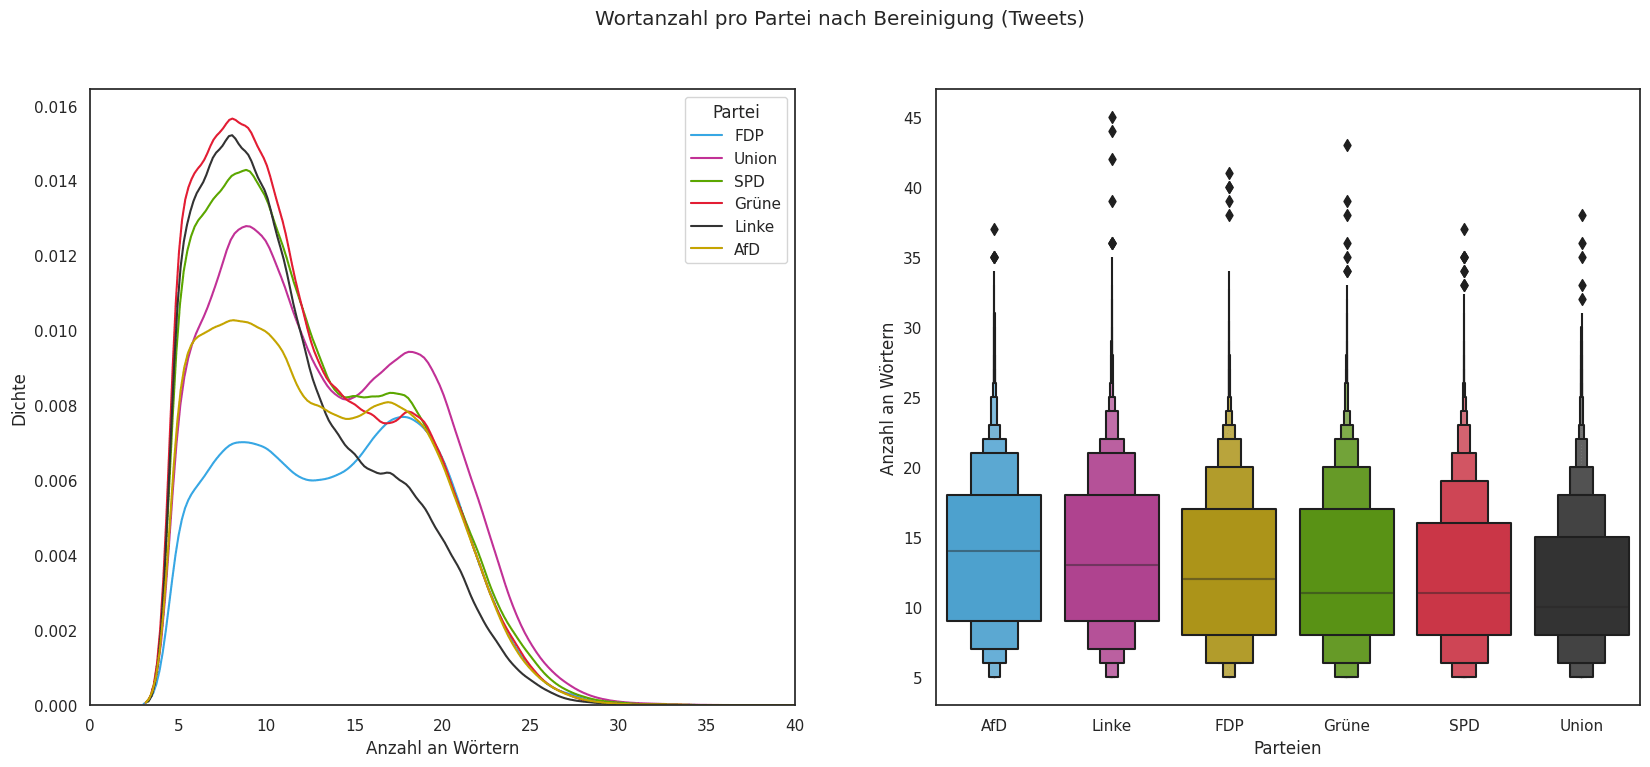 Wortanzahl pro Partei nach Bereinigung (Tweets)
Dichte
0.016
0.014
0.012
0.010
0.008
0.006
0.004
0.002
0.000
0 5 10 15 20 25 30 35 40
Anzahl an Wörtern
Partei
FDP
Union
SPD
Grüne
Linke
AfD
Anzahl an Wörtern
45
40
35
30
25
20
15
10
5
AfD Linke FDP Grüne SPD Union
Parteien